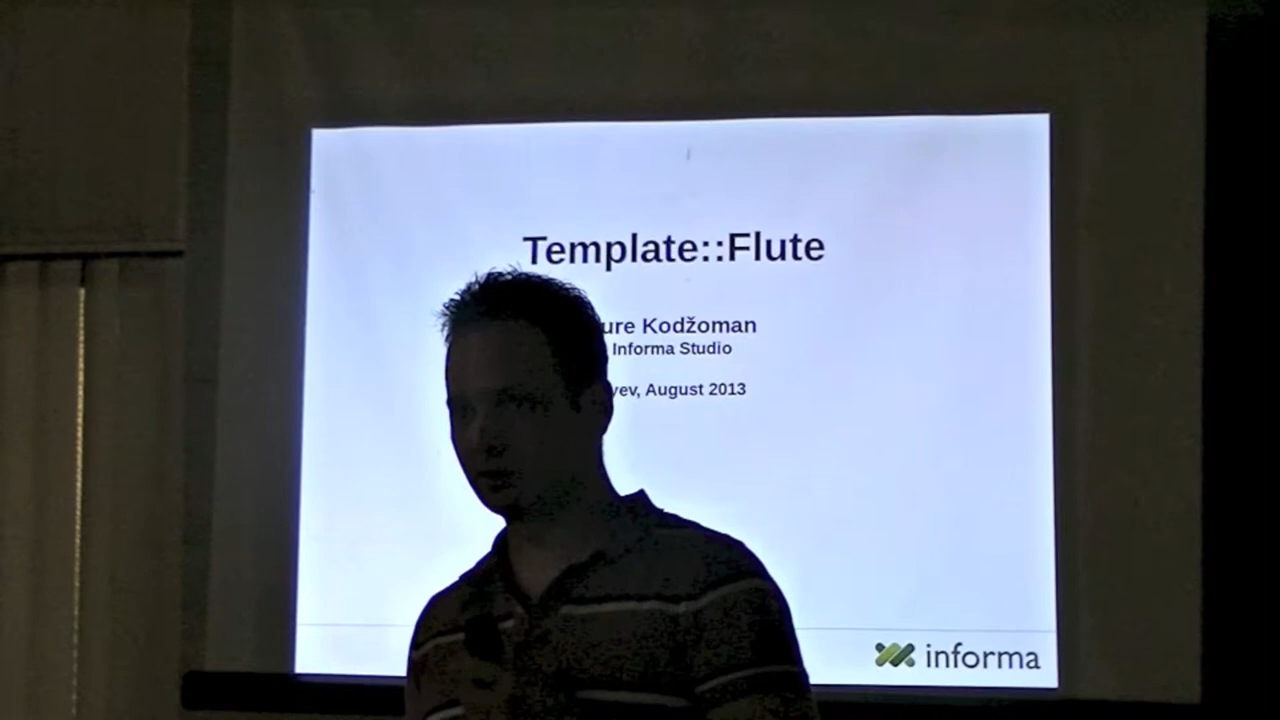 Template::Flute
ure Kodžoman
Informa Studio
yev, August 2013
informa